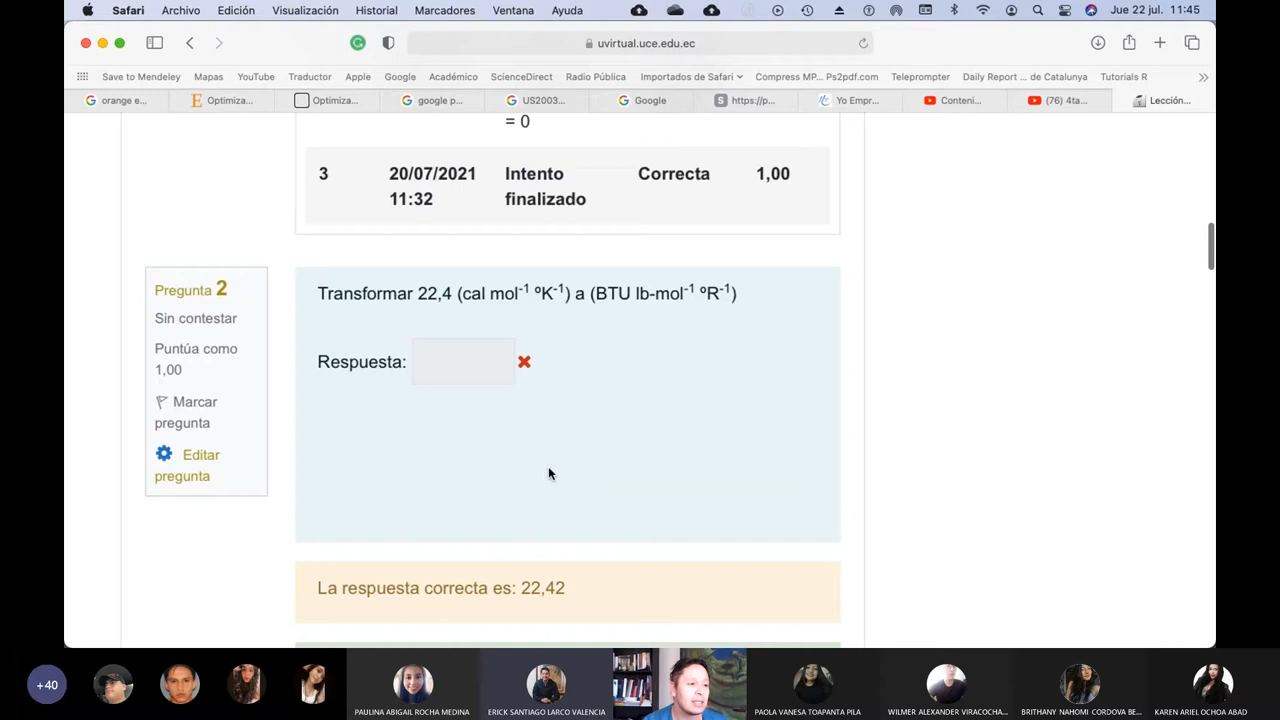 Safari Archivo Edición Visualización Historial Marcadores Ventana Ayuda Jue 22 jul. 11:45
uvirtual.uce.edu.ec
Save to Mendeley Mapas YouTube Traductor Apple Google Académico ScienceDirect Radio Pública Importados de Safari Compress MP... Ps2pdf.com Teleprompter Daily Report ... de Catalunya Tutorials R
orange e... Optimiza... Optimiza... google p... US2003... Google https://p... Yo Empr... Conteni... (76) 4ta... Lección...
= 0
3 20/07/2021 Intento Correcta 1,00
11:32 finalizado
Pregunta 2
Sin contestar
Puntúa como
1,00
Marcar
pregunta
Editar
pregunta
Transformar 22,4 (cal mol⁻¹ ºK⁻¹) a (BTU lb-mol⁻¹ ºR⁻¹)
Respuesta:
La respuesta correcta es: 22,42
+40
PAULINA ABIGAIL ROCHA MEDINA
ERICK SANTIAGO LARCO VALENCIA
PAOLA VANESA TOAPANTA PILA
WILMER ALEXANDER VIRACOCHA...
BRITHANY NAHOMI CORDOVA BE...
KAREN ARIEL OCHOA ABAD